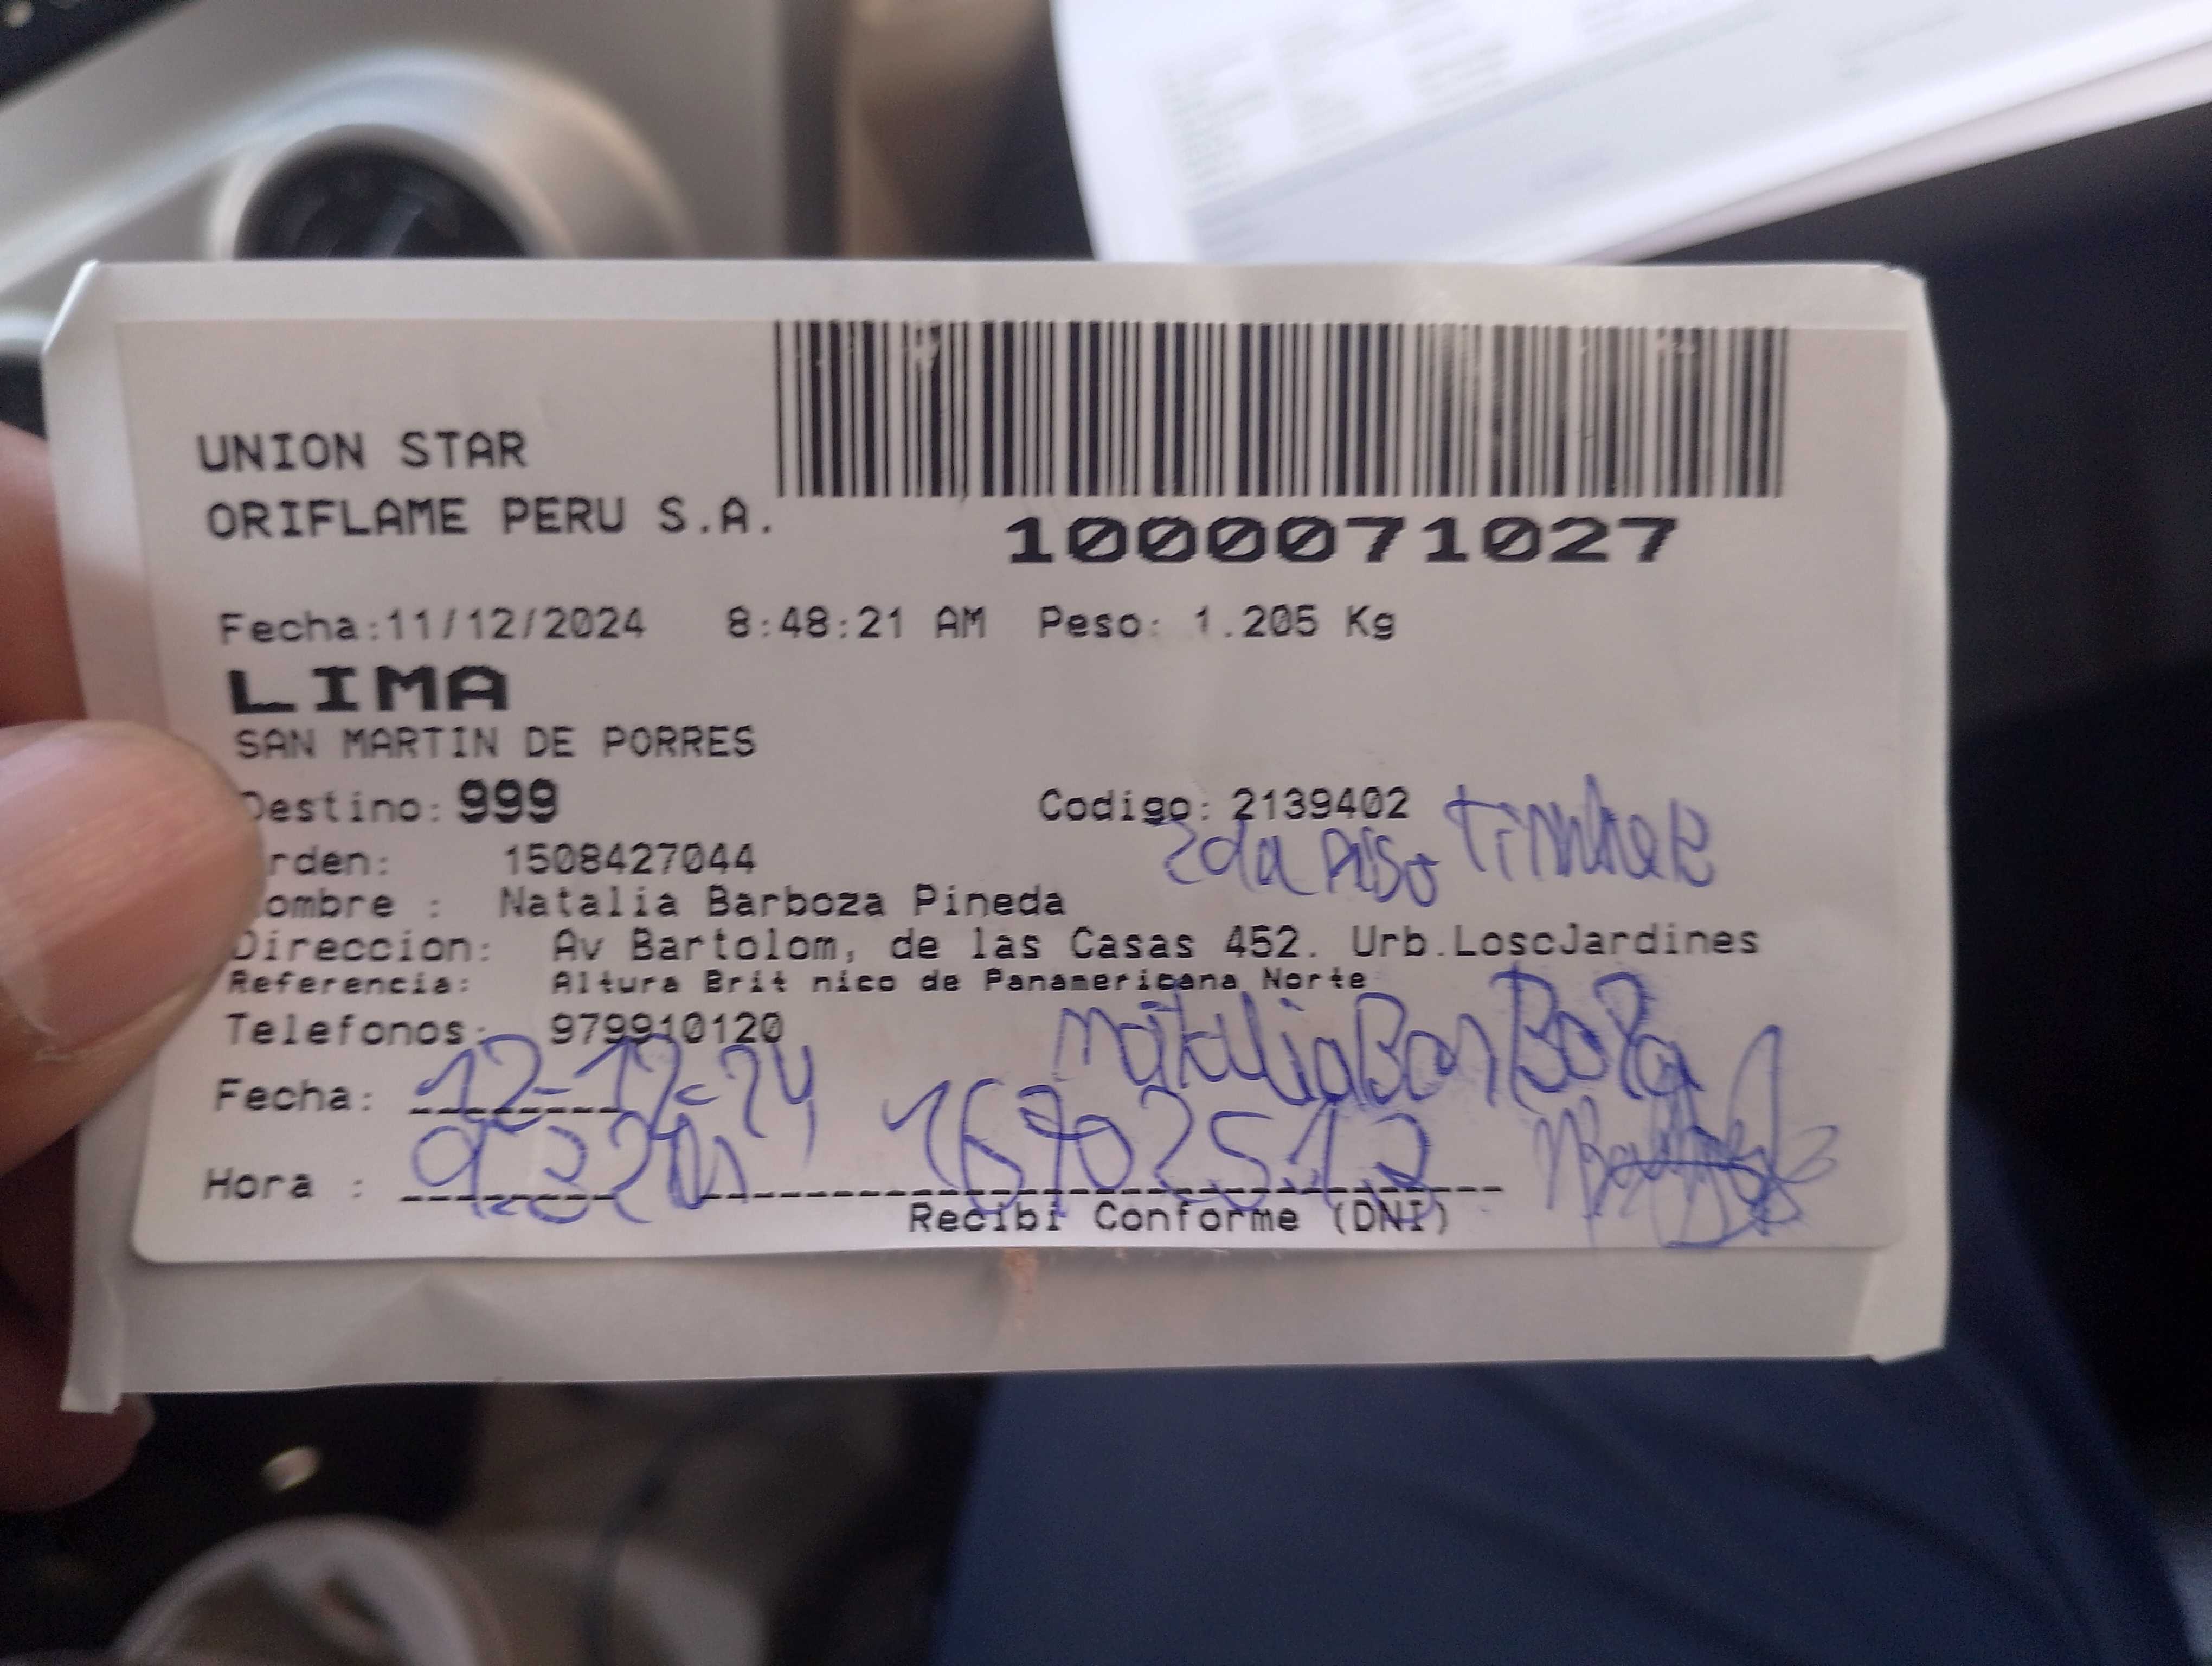 UNION STAR
ORIFLAME PERU S.A.
1000071027
Fecha:11/12/2024 8:48:21 AM Peso: 1.205 Kg
LIMA
SAN MARTIN DE PORRES
Destino: 999 Codigo: 2139402
rden: 1508427044
2da piso
ombre : Natalia Barboza Pineda
Direccion: Av Bartolom, de las Casas 452. Urb.LoscJardines
Referencia: Altura Brit nico de Panamericana Norte
Telefonos: 979910120
Fecha: 12-12-24
Hora :
Recibi Conforme (DNI)